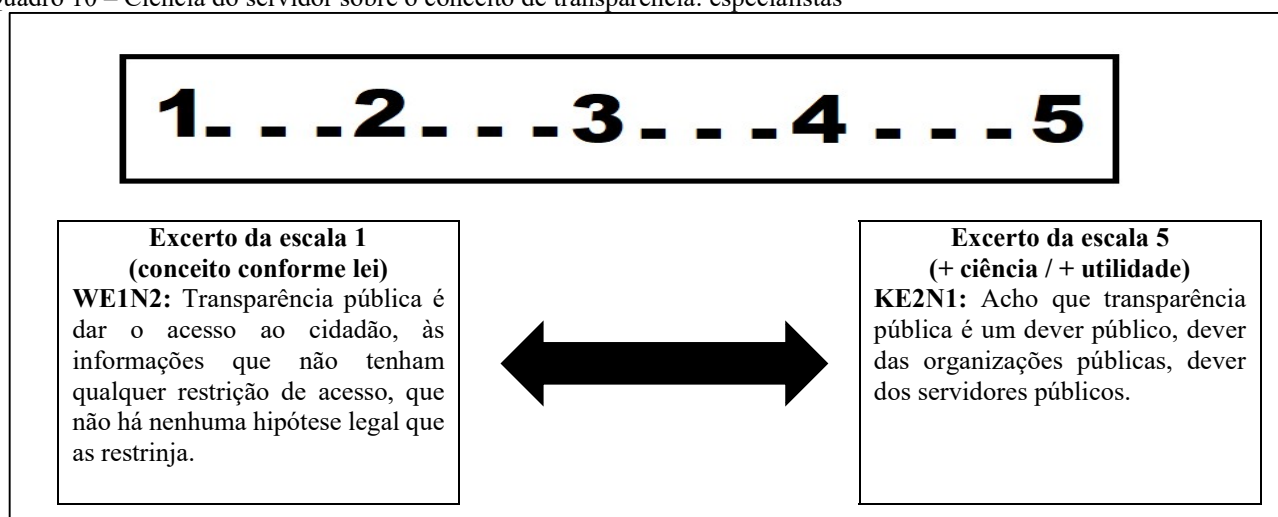 Quadro 10 – Ciência do servidor sobre o conceito de transparência: especialistas
1- - -2- - -3- - -4 - - - 5
Excerto da escala 1
(conceito conforme lei)
WE1N2: Transparência pública é
dar o acesso ao cidadão, às
informações que não tenham
qualquer restrição de acesso, que
não há nenhuma hipótese legal que
as restrinja.
Excerto da escala 5
(+ ciência / + utilidade)
KE2N1: Acho que transparência
pública é um dever público, dever
das organizações públicas, dever
dos servidores públicos.